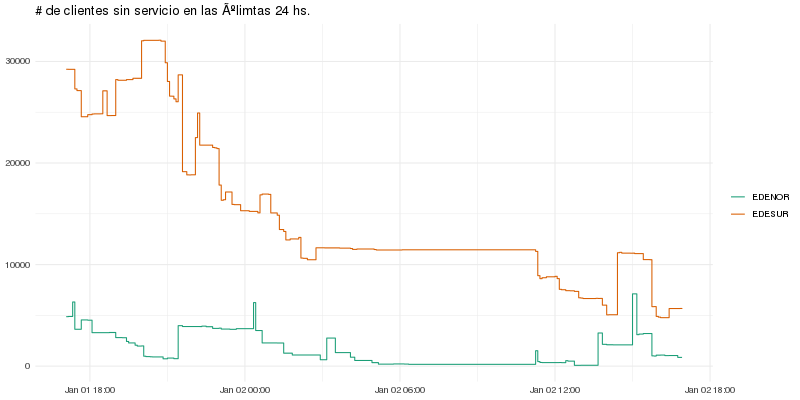 # de clientes sin servicio en las Ãºlimtas 24 hs.
30000
20000
10000
0
Jan 01 18:00
Jan 02 00:00
Jan 02 06:00
Jan 02 12:00
Jan 02 18:00
EDENOR
EDESUR